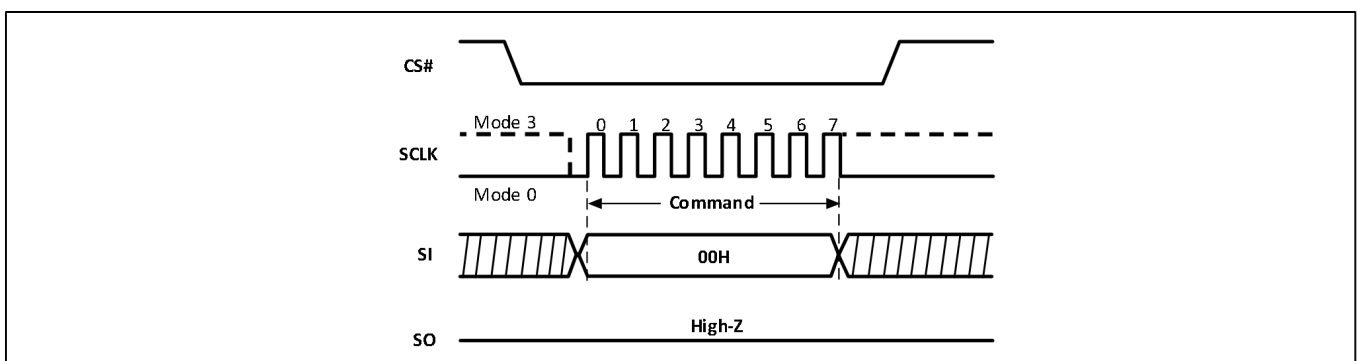 CS#
Mode 3
0 1 2 3 4 5 6 7
SCLK
Mode 0
Command
SI
00H
High-Z
SO